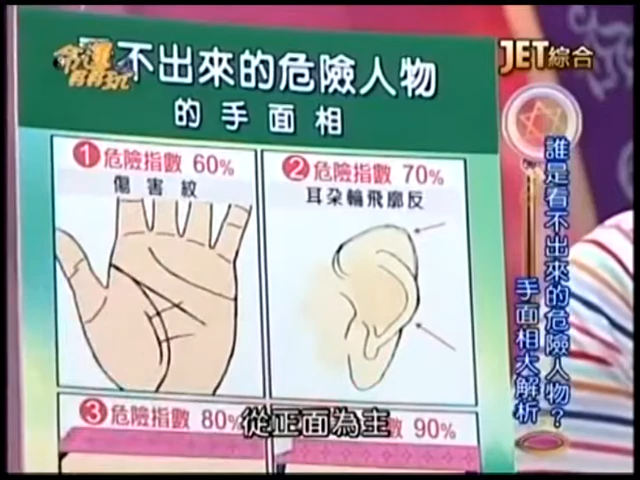 命運好好玩
JET綜合
不出來的危險人物
的手面相
1 危險指數 60%
傷害紋
2 危險指數 70%
耳朵輪飛廓反
3 危險指數 80%
數 90%
從正面為主
誰是看不出來的危險人物？
手面相大解析